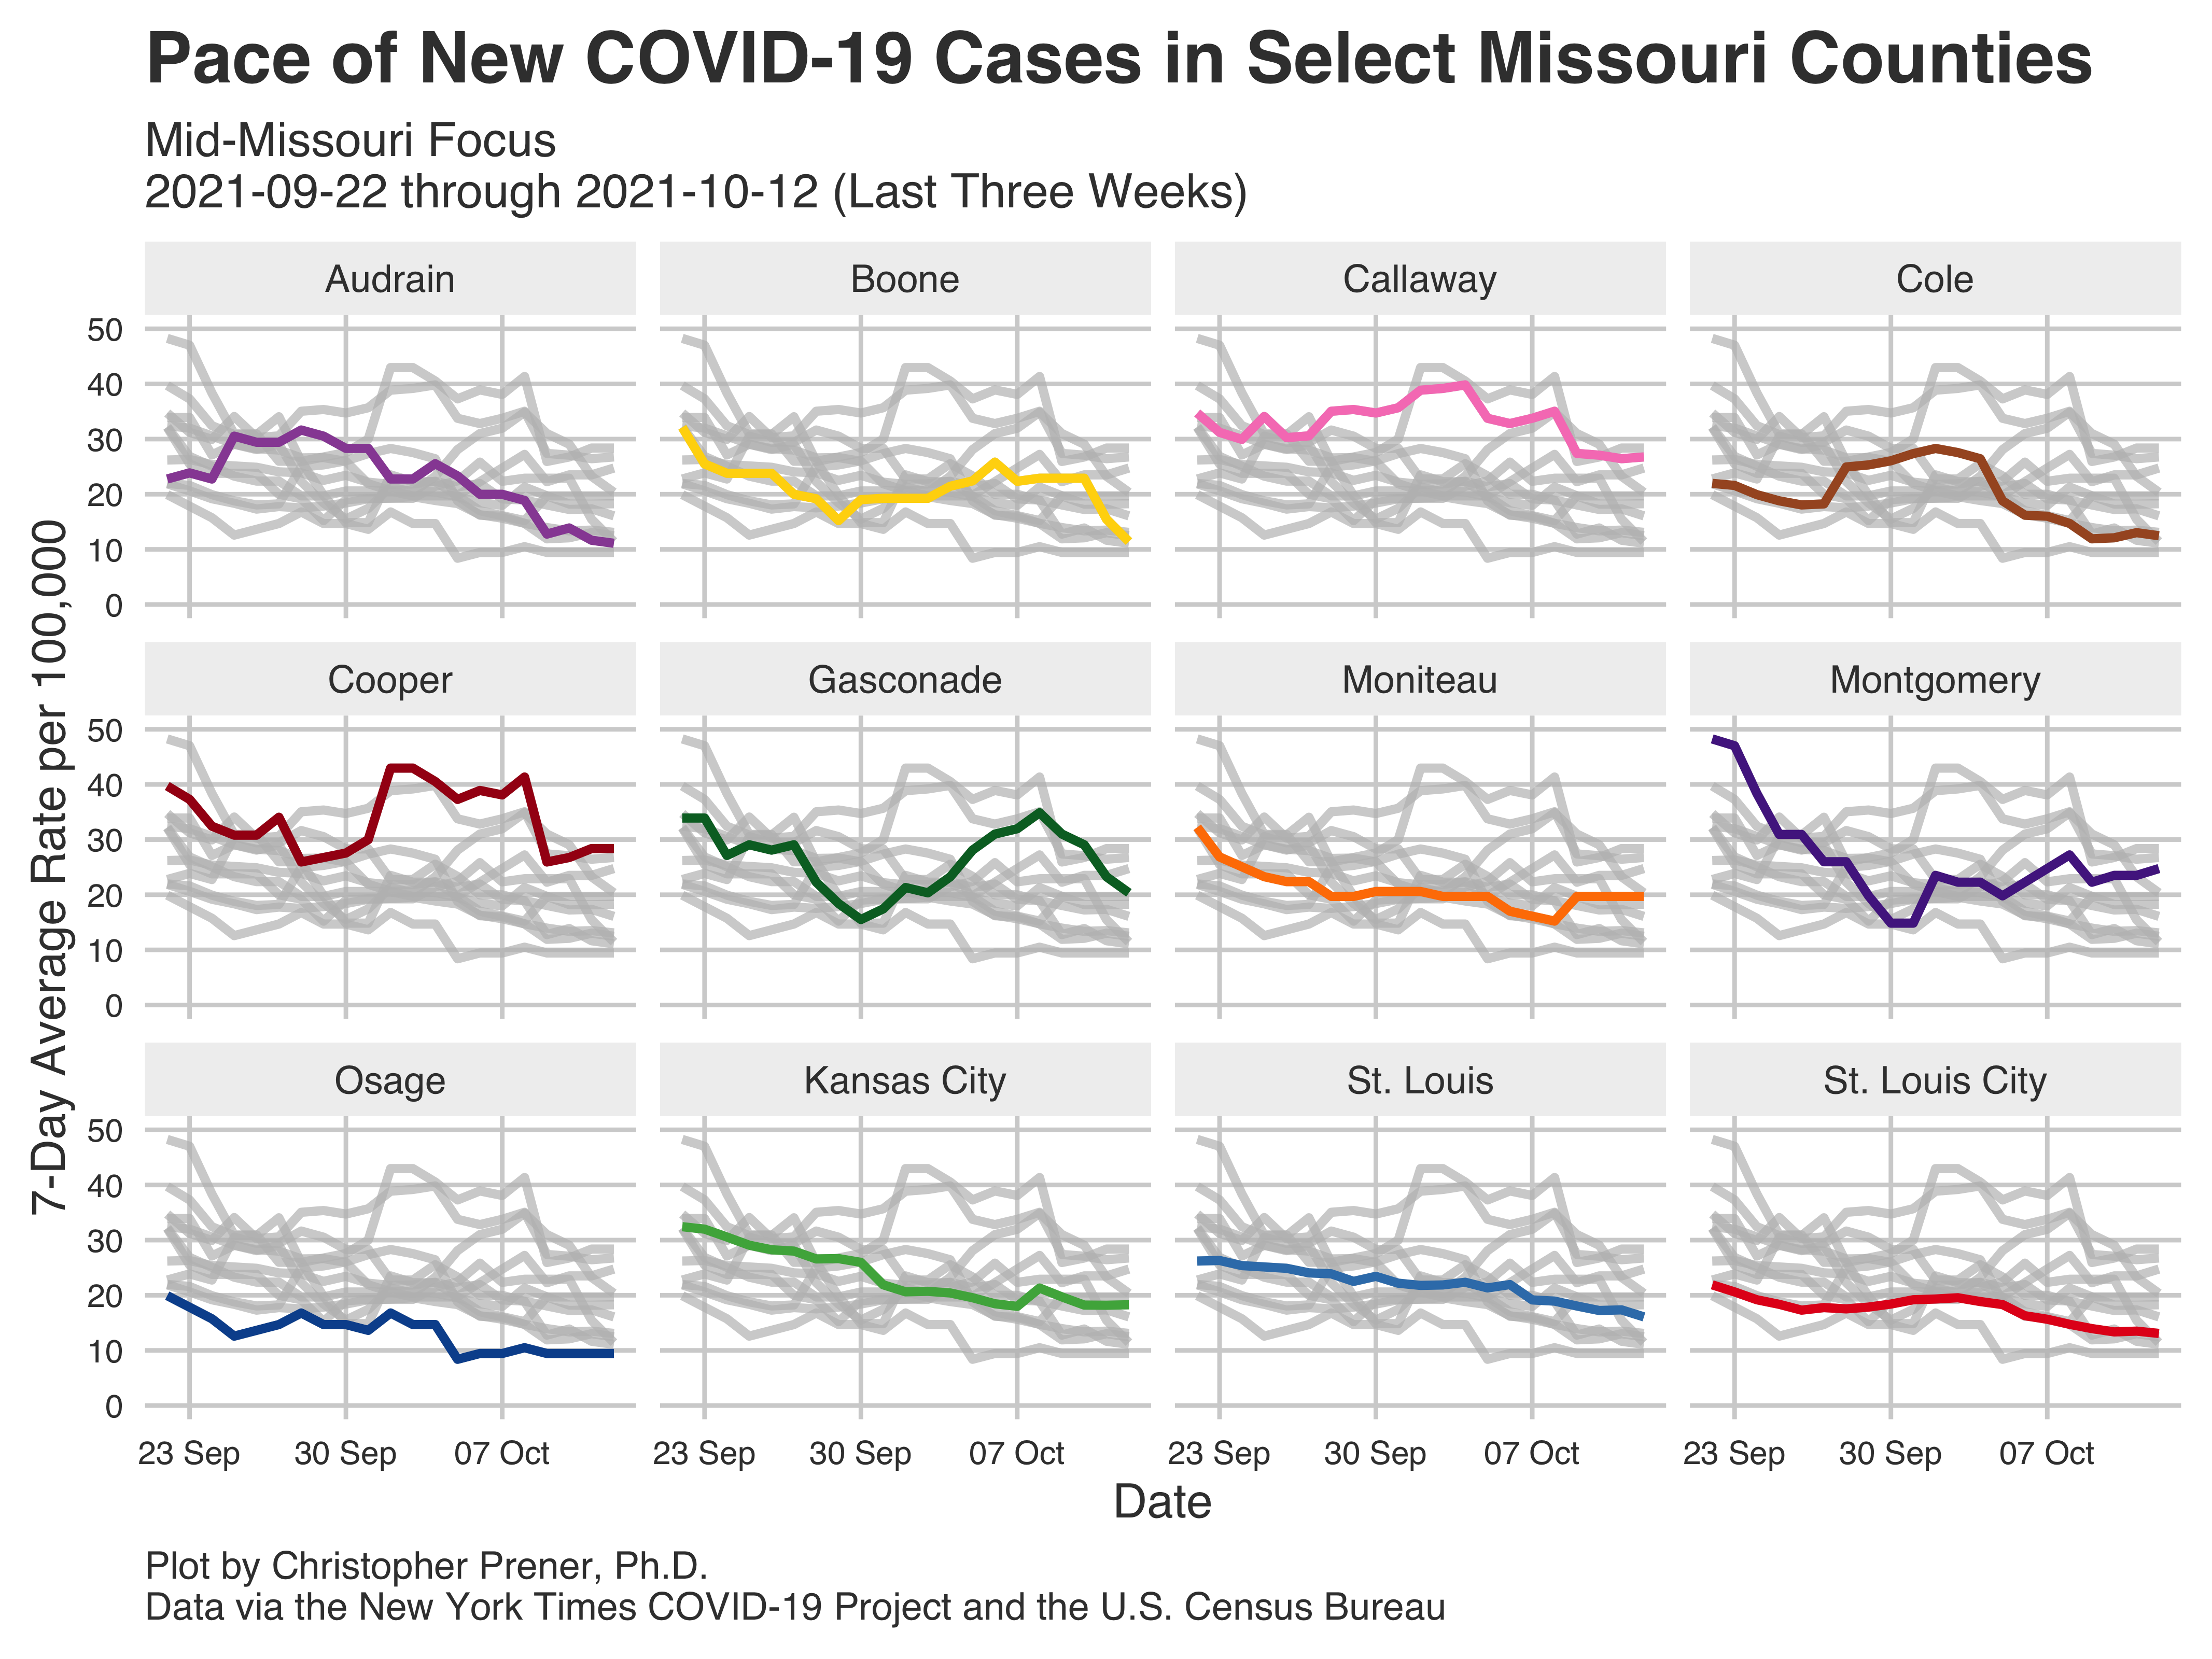 Pace of New COVID-19 Cases in Select Missouri Counties
Mid-Missouri Focus
2021-09-22 through 2021-10-12 (Last Three Weeks)
Audrain
Boone
Callaway
Cole
50
40
30
20
10
0
Cooper
Gasconade
Moniteau
Montgomery
50
40
30
20
10
0
Osage
Kansas City
St. Louis
St. Louis City
50
40
30
20
10
0
7-Day Average Rate per 100,000
23 Sep
30 Sep
07 Oct
23 Sep
30 Sep
07 Oct
23 Sep
30 Sep
07 Oct
23 Sep
30 Sep
07 Oct
Date
Plot by Christopher Prener, Ph.D.
Data via the New York Times COVID-19 Project and the U.S. Census Bureau